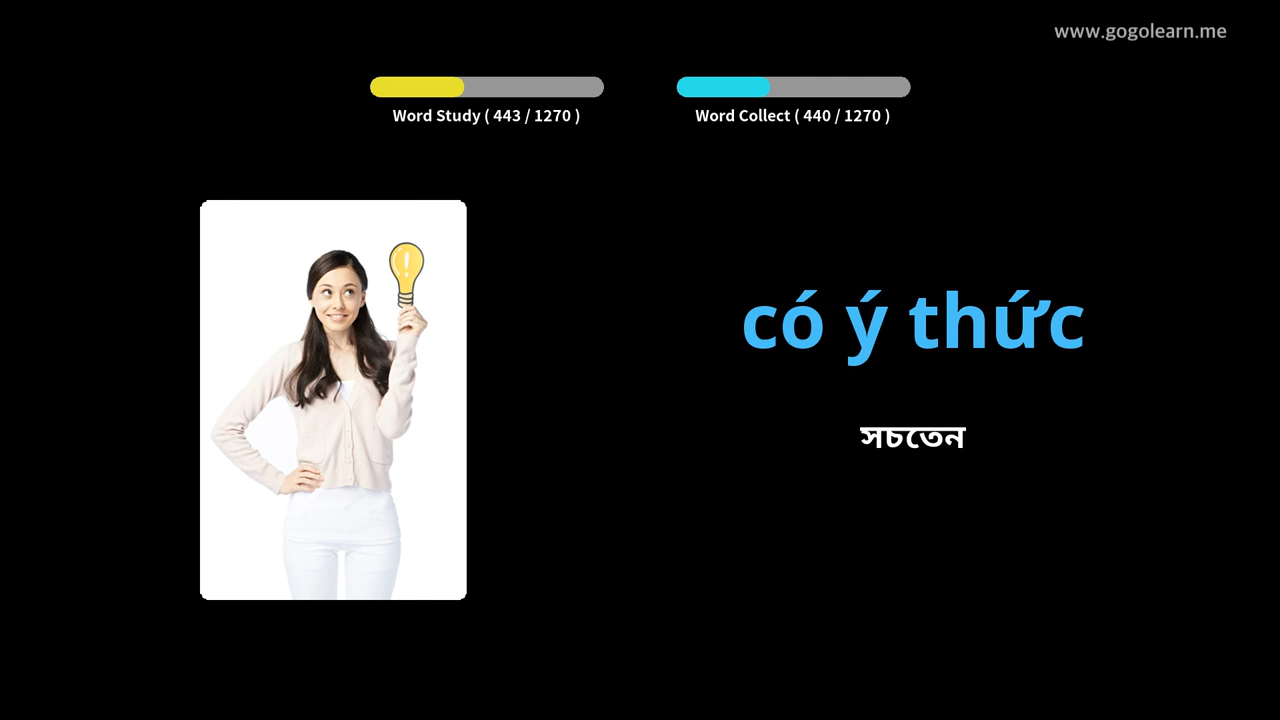 www.gogolearn.me
Word Study ( 443 / 1270 )
Word Collect ( 440 / 1270 )
!
có ý thức
সচেতন